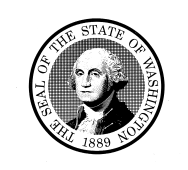 THE SEAL OF THE STATE OF WASHINGTON
1889